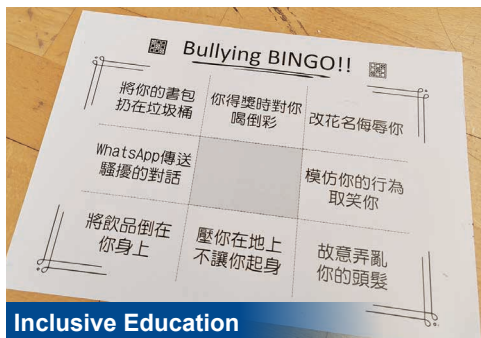 Bullying BINGO!!
將你的書包
扔在垃圾桶
你得獎時對你
喝倒彩
改花名侮辱你
WhatsApp傳送
騷擾的對話
模仿你的行為
取笑你
將飲品倒在
你身上
壓你在地上
不讓你起身
故意弄亂
你的頭髮
Inclusive Education